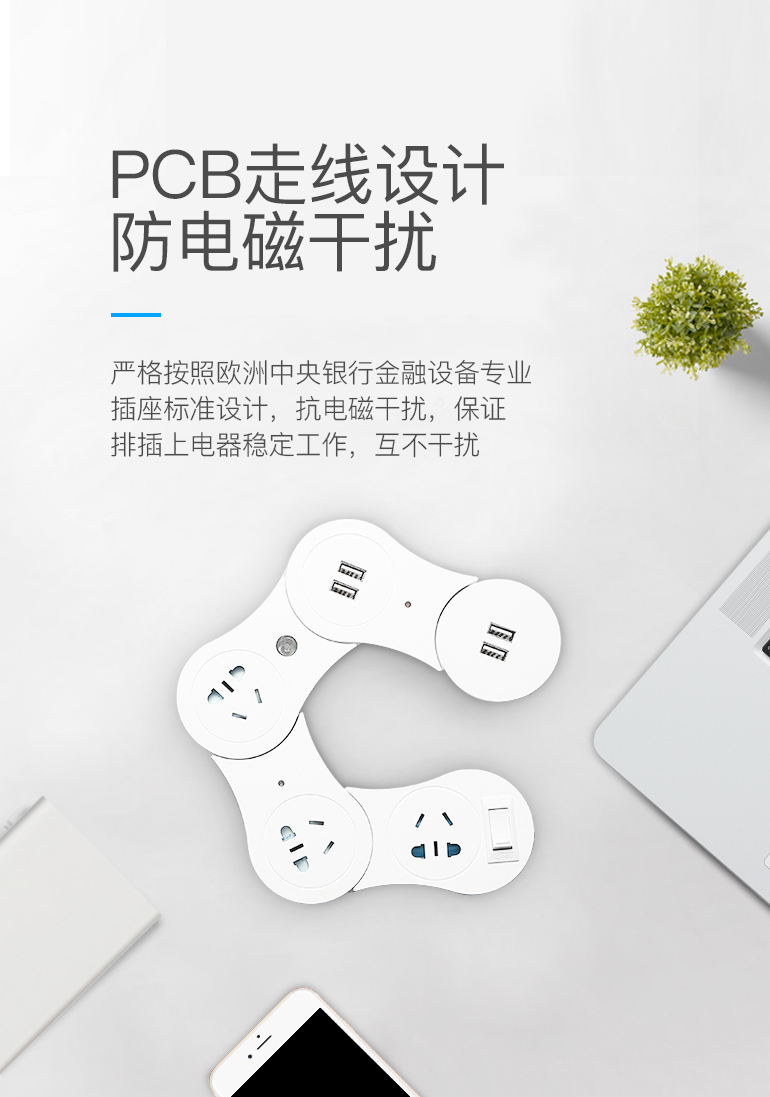 PCB走线设计
防电磁干扰
严格按照欧洲中央银行金融设备专业
插座标准设计，抗电磁干扰，保证
排插上电器稳定工作，互不干扰